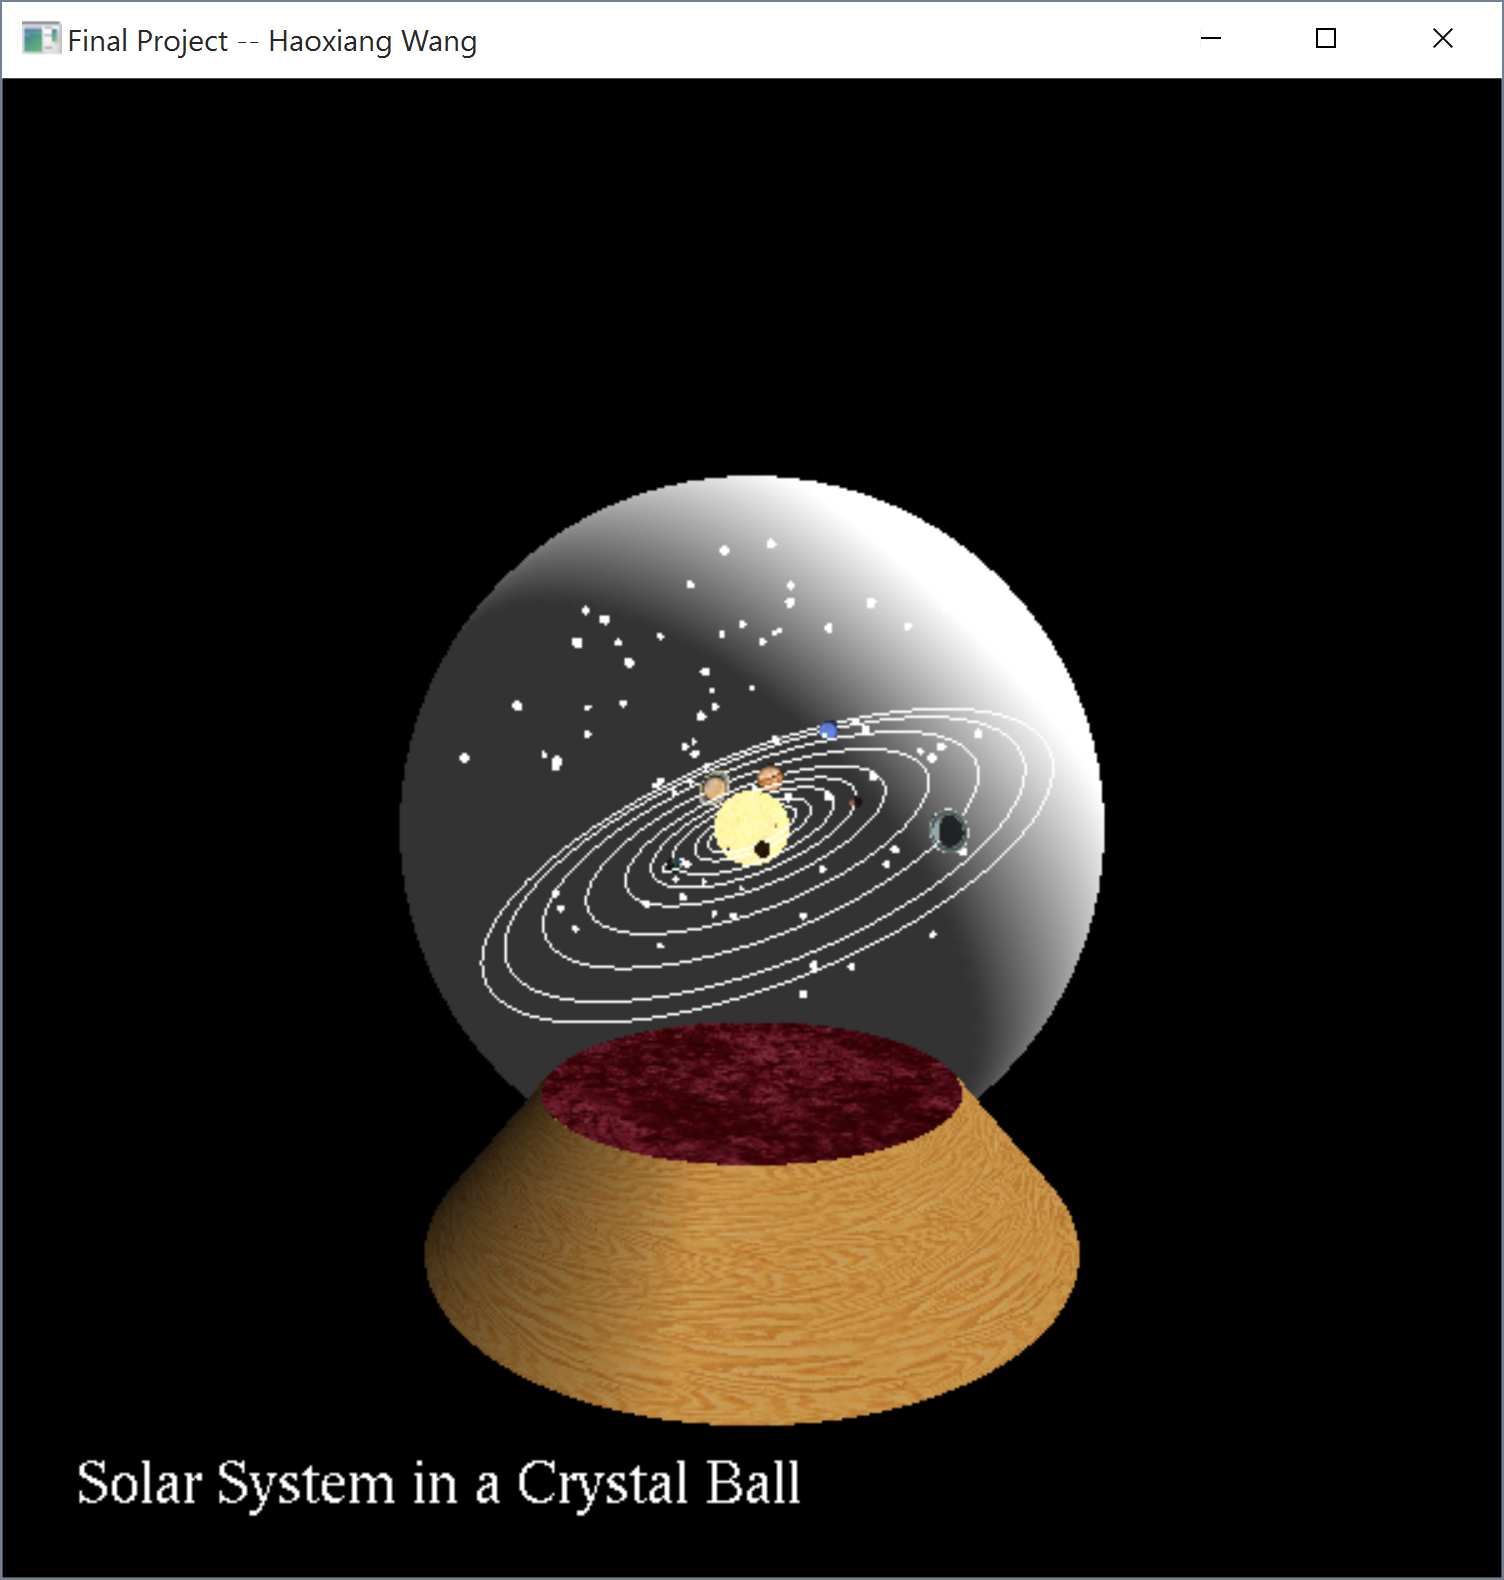 Final Project -- Haoxiang Wang
Solar System in a Crystal Ball